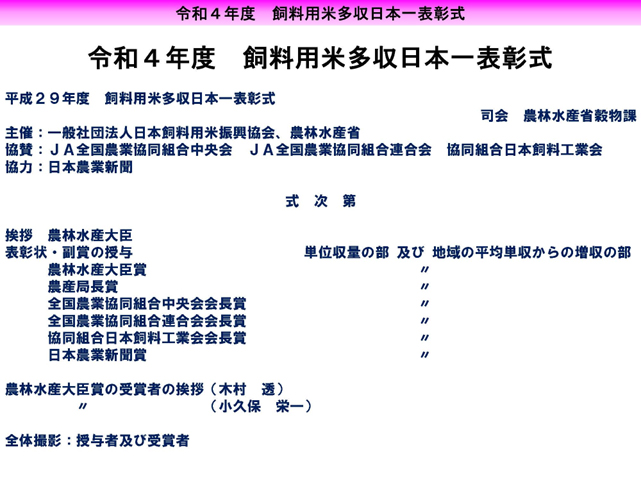 令和４年度　飼料用米多収日本一表彰式
令和４年度　飼料用米多収日本一表彰式
平成２９年度　飼料用米多収日本一表彰式
司会　農林水産省穀物課
主催：一般社団法人日本飼料用米振興協会、農林水産省
協賛：ＪＡ全国農業協同組合中央会　ＪＡ全国農業協同組合連合会　協同組合日本飼料工業会
協力：日本農業新聞
式　次　第
挨拶　農林水産大臣
表彰状・副賞の授与　単位収量の部 及び 地域の平均単収からの増収の部
農林水産大臣賞　〃
農産局長賞　〃
全国農業協同組合中央会会長賞　〃
全国農業協同組合連合会会長賞　〃
協同組合日本飼料工業会会長賞　〃
日本農業新聞賞　〃
農林水産大臣賞の受賞者の挨拶（木村　透）
〃　（小久保　栄一）
全体撮影：授与者及び受賞者